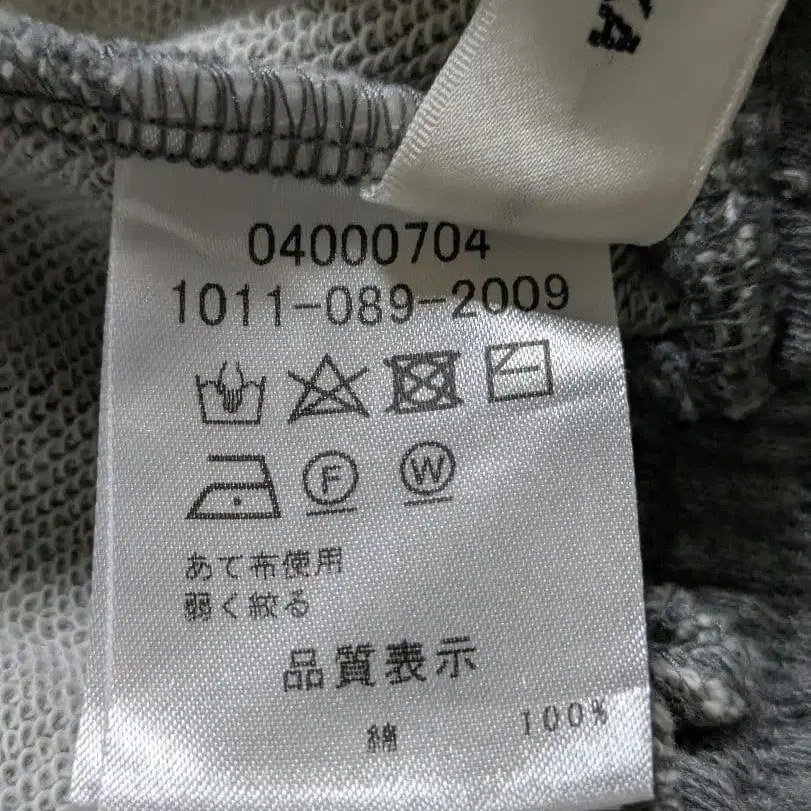 04000704
1011-089-2009
F W
あて布使用
弱く絞る
品質表示
綿 100%